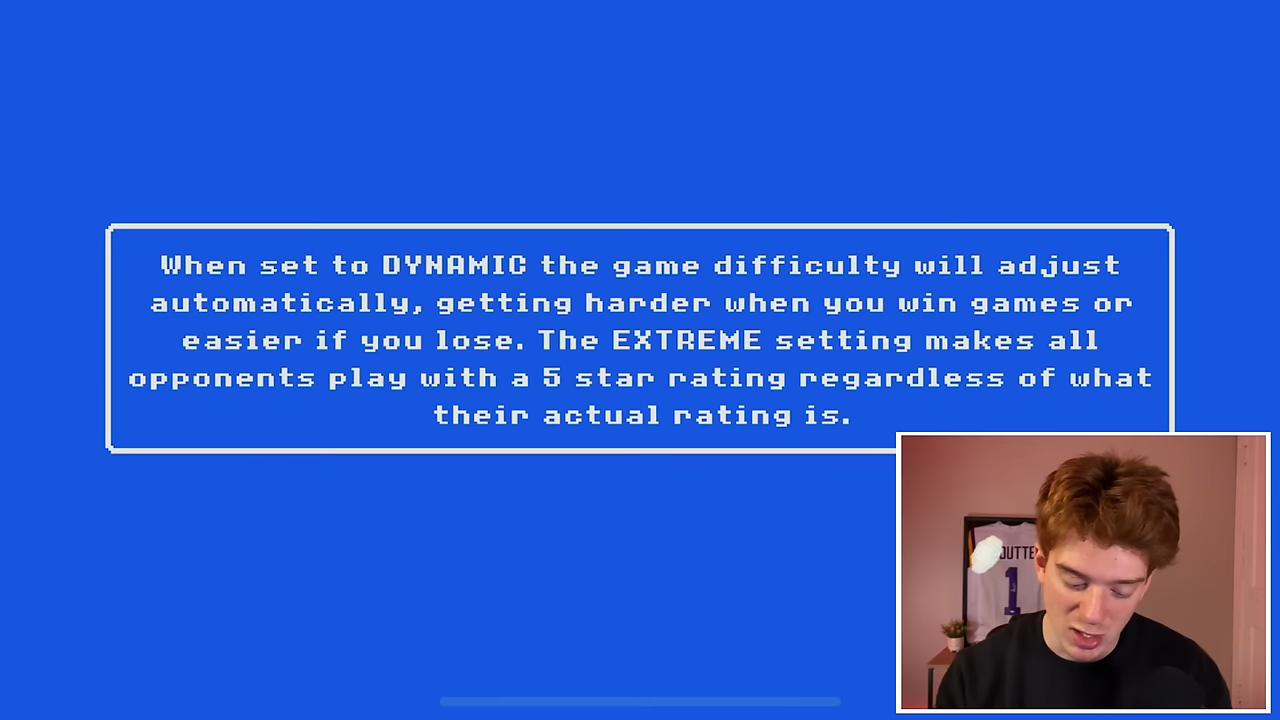 When set to DYNAMIC the game difficulty will adjust
automatically, getting harder when you win games or
easier if you lose. The EXTREME setting makes all
opponents play with a 5 star rating regardless of what
their actual rating is.
1